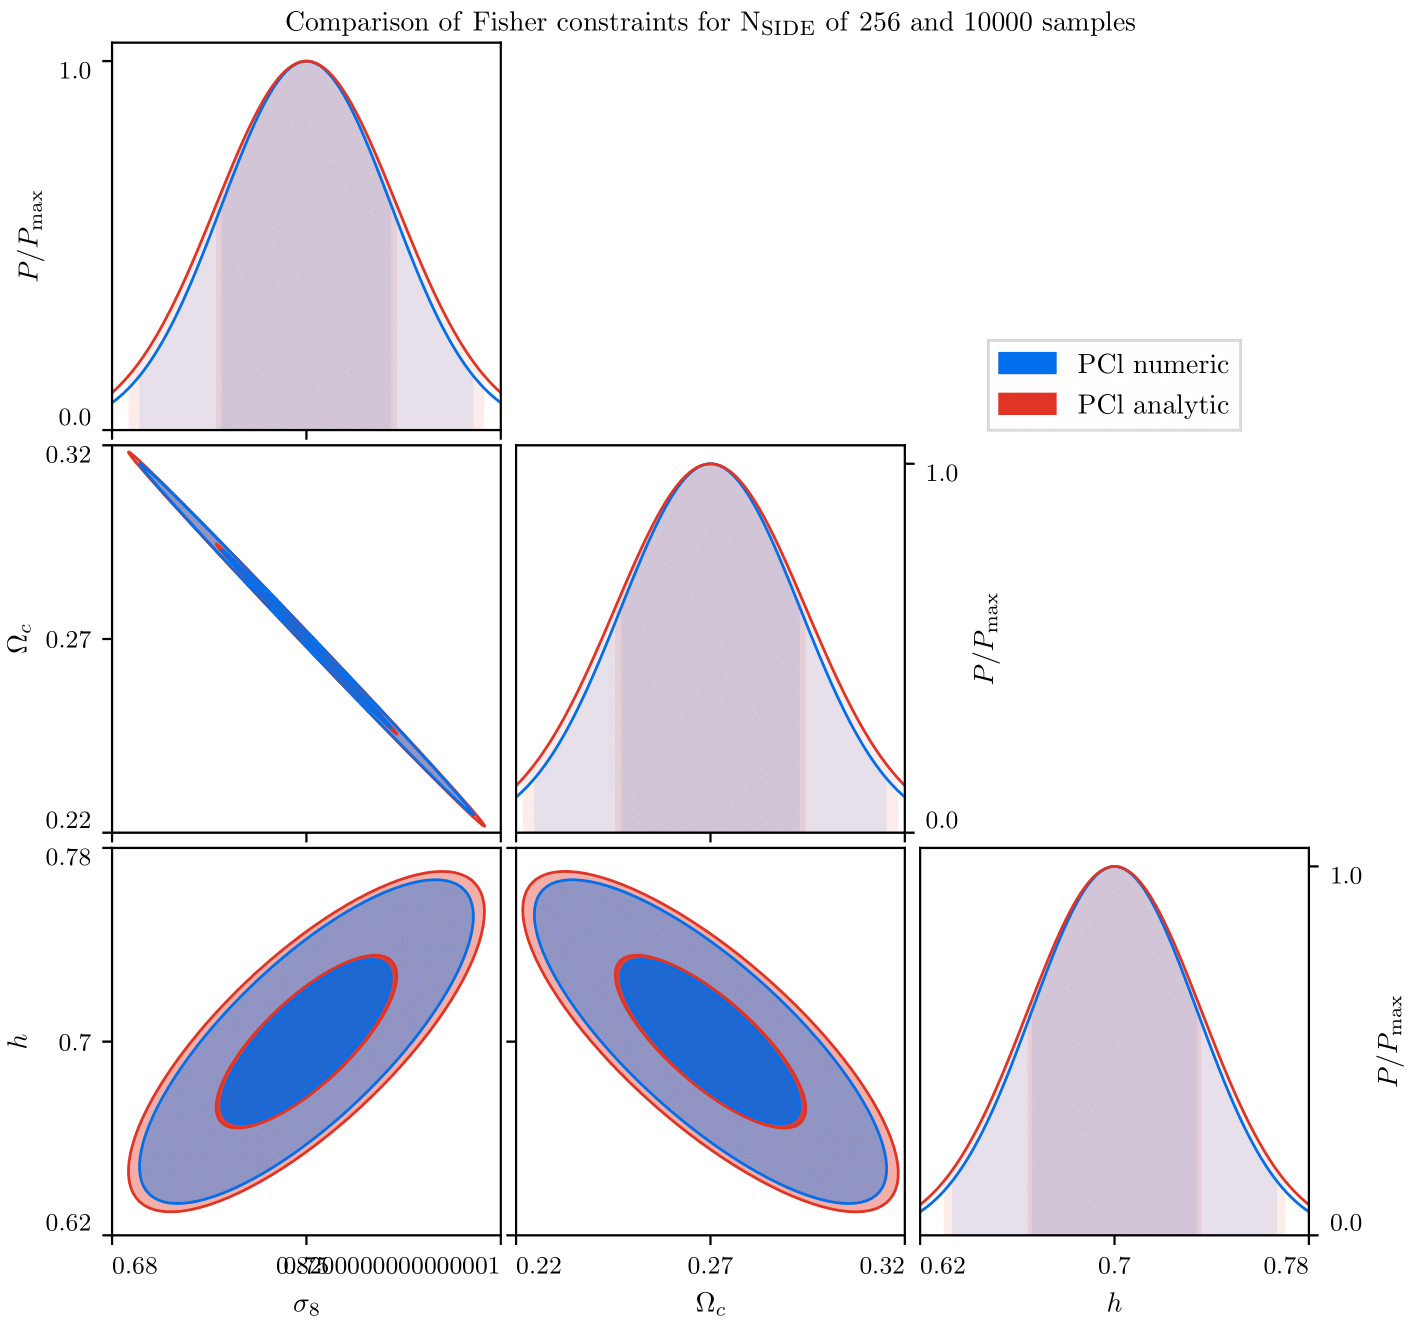 Comparison of Fisher constraints for N_SIDE of 256 and 10000 samples
1.0
P/P_max
0.0
PCl numeric
PCl analytic
0.32
Ω_c
0.27
0.22
1.0
P/P_max
0.0
0.78
h
0.7
0.62
1.0
P/P_max
0.0
0.68
0.75
0.8200000000000001
0.22
0.27
0.32
0.62
0.7
0.78
σ_8
Ω_c
h